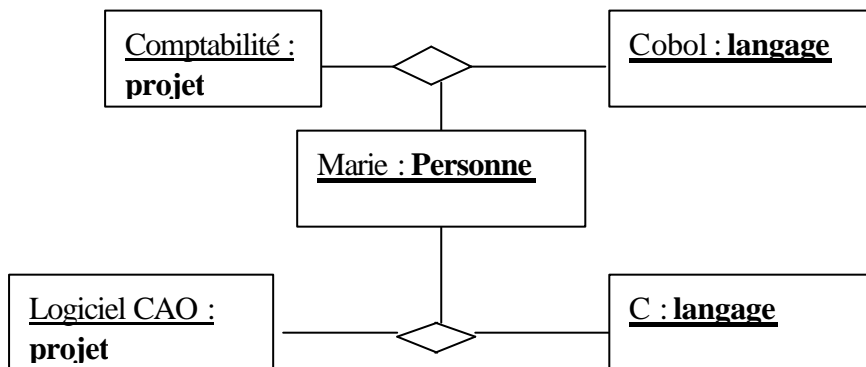 Comptabilité :
projet
Cobol : langage
Marie : Personne
Logiciel CAO :
projet
C : langage